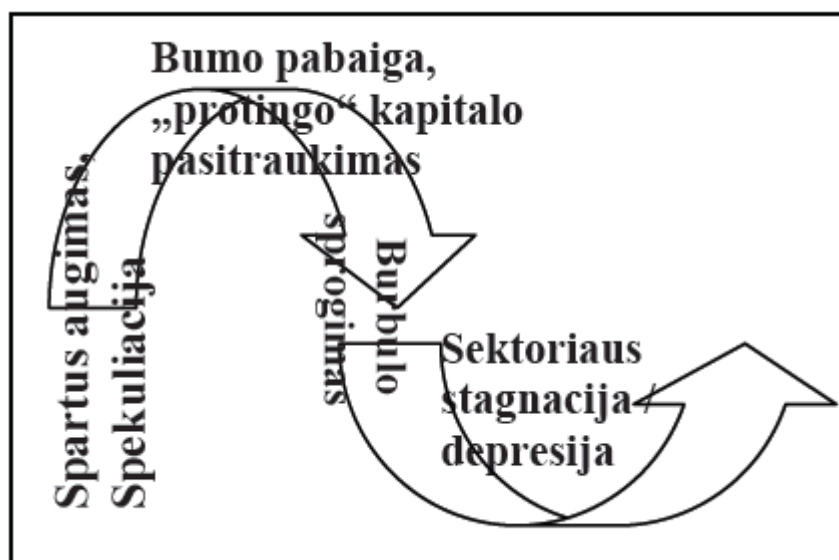 Bumo pabaiga,
„protingo“ kapitalo
pasitraukimas
Spartus augimas,
Spekuliacija
Burbulo
sprogimas
Sektoriaus
stagnacija /
depresija